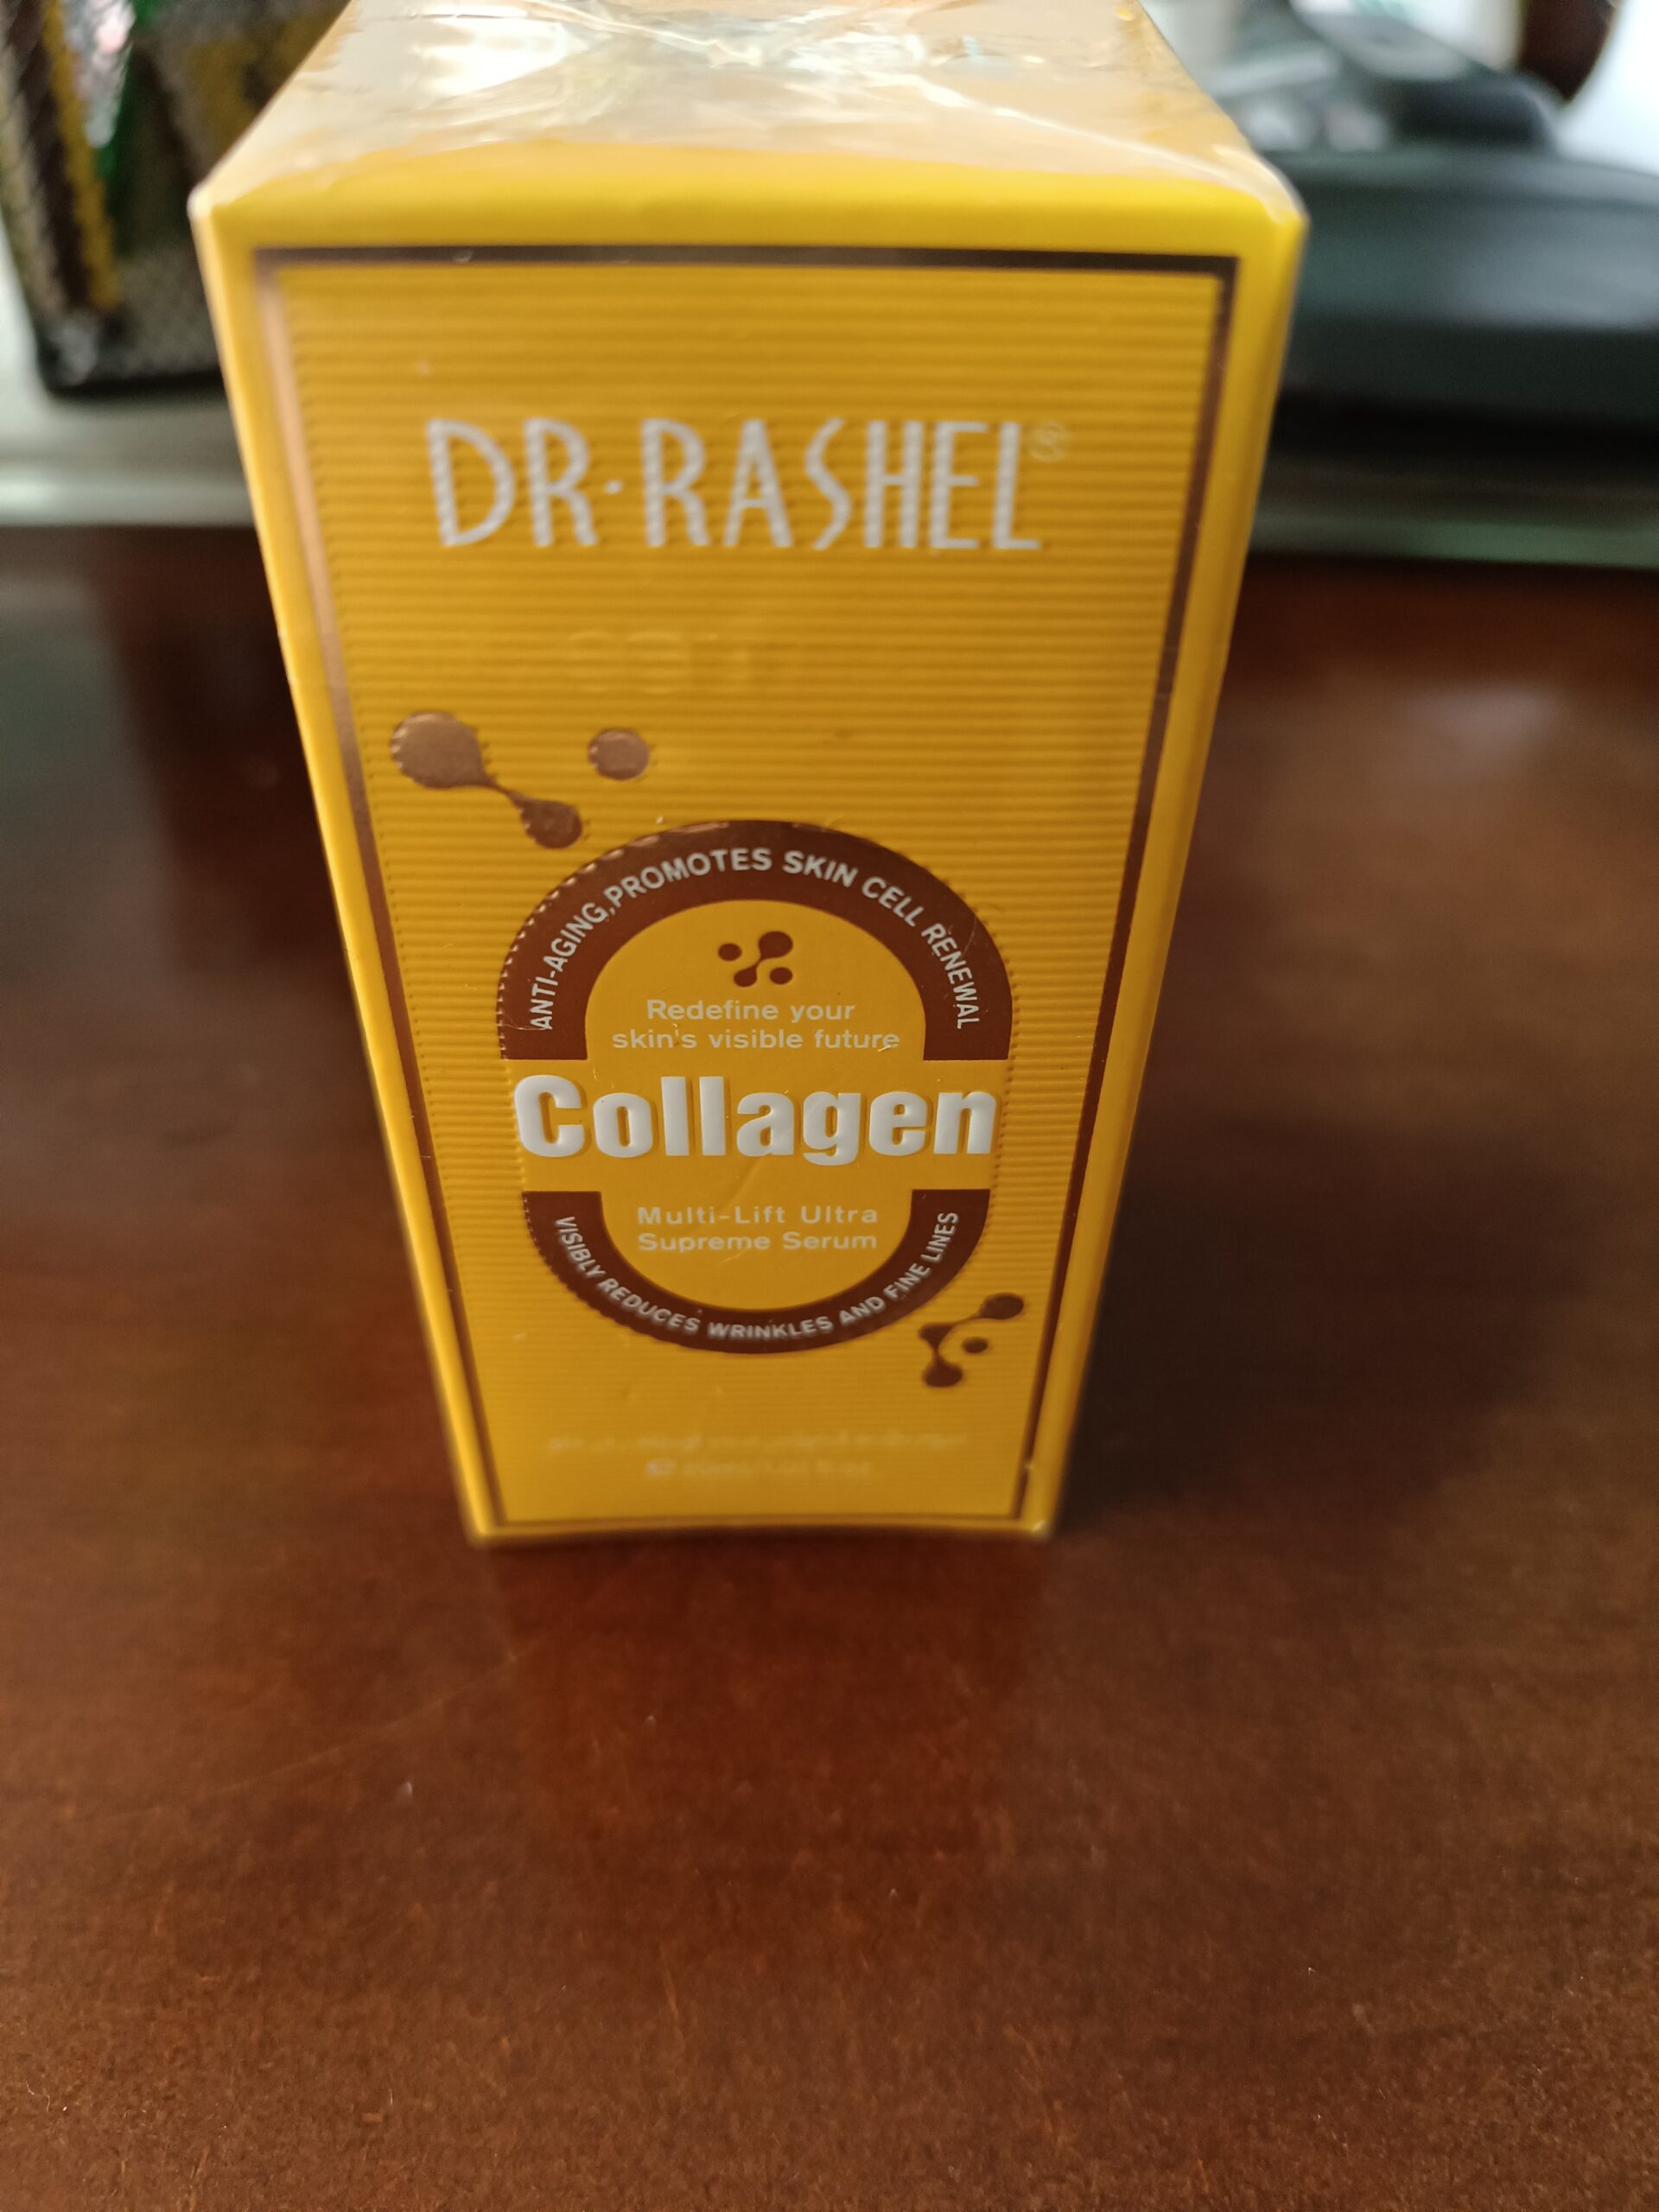 DR·RASHEL®
ANTI-AGING,PROMOTES SKIN CELL RENEWAL
Redefine your
skin's visible future
Collagen
Multi-Lift Ultra
Supreme Serum
VISIBLY REDUCES WRINKLES AND FINE LINES